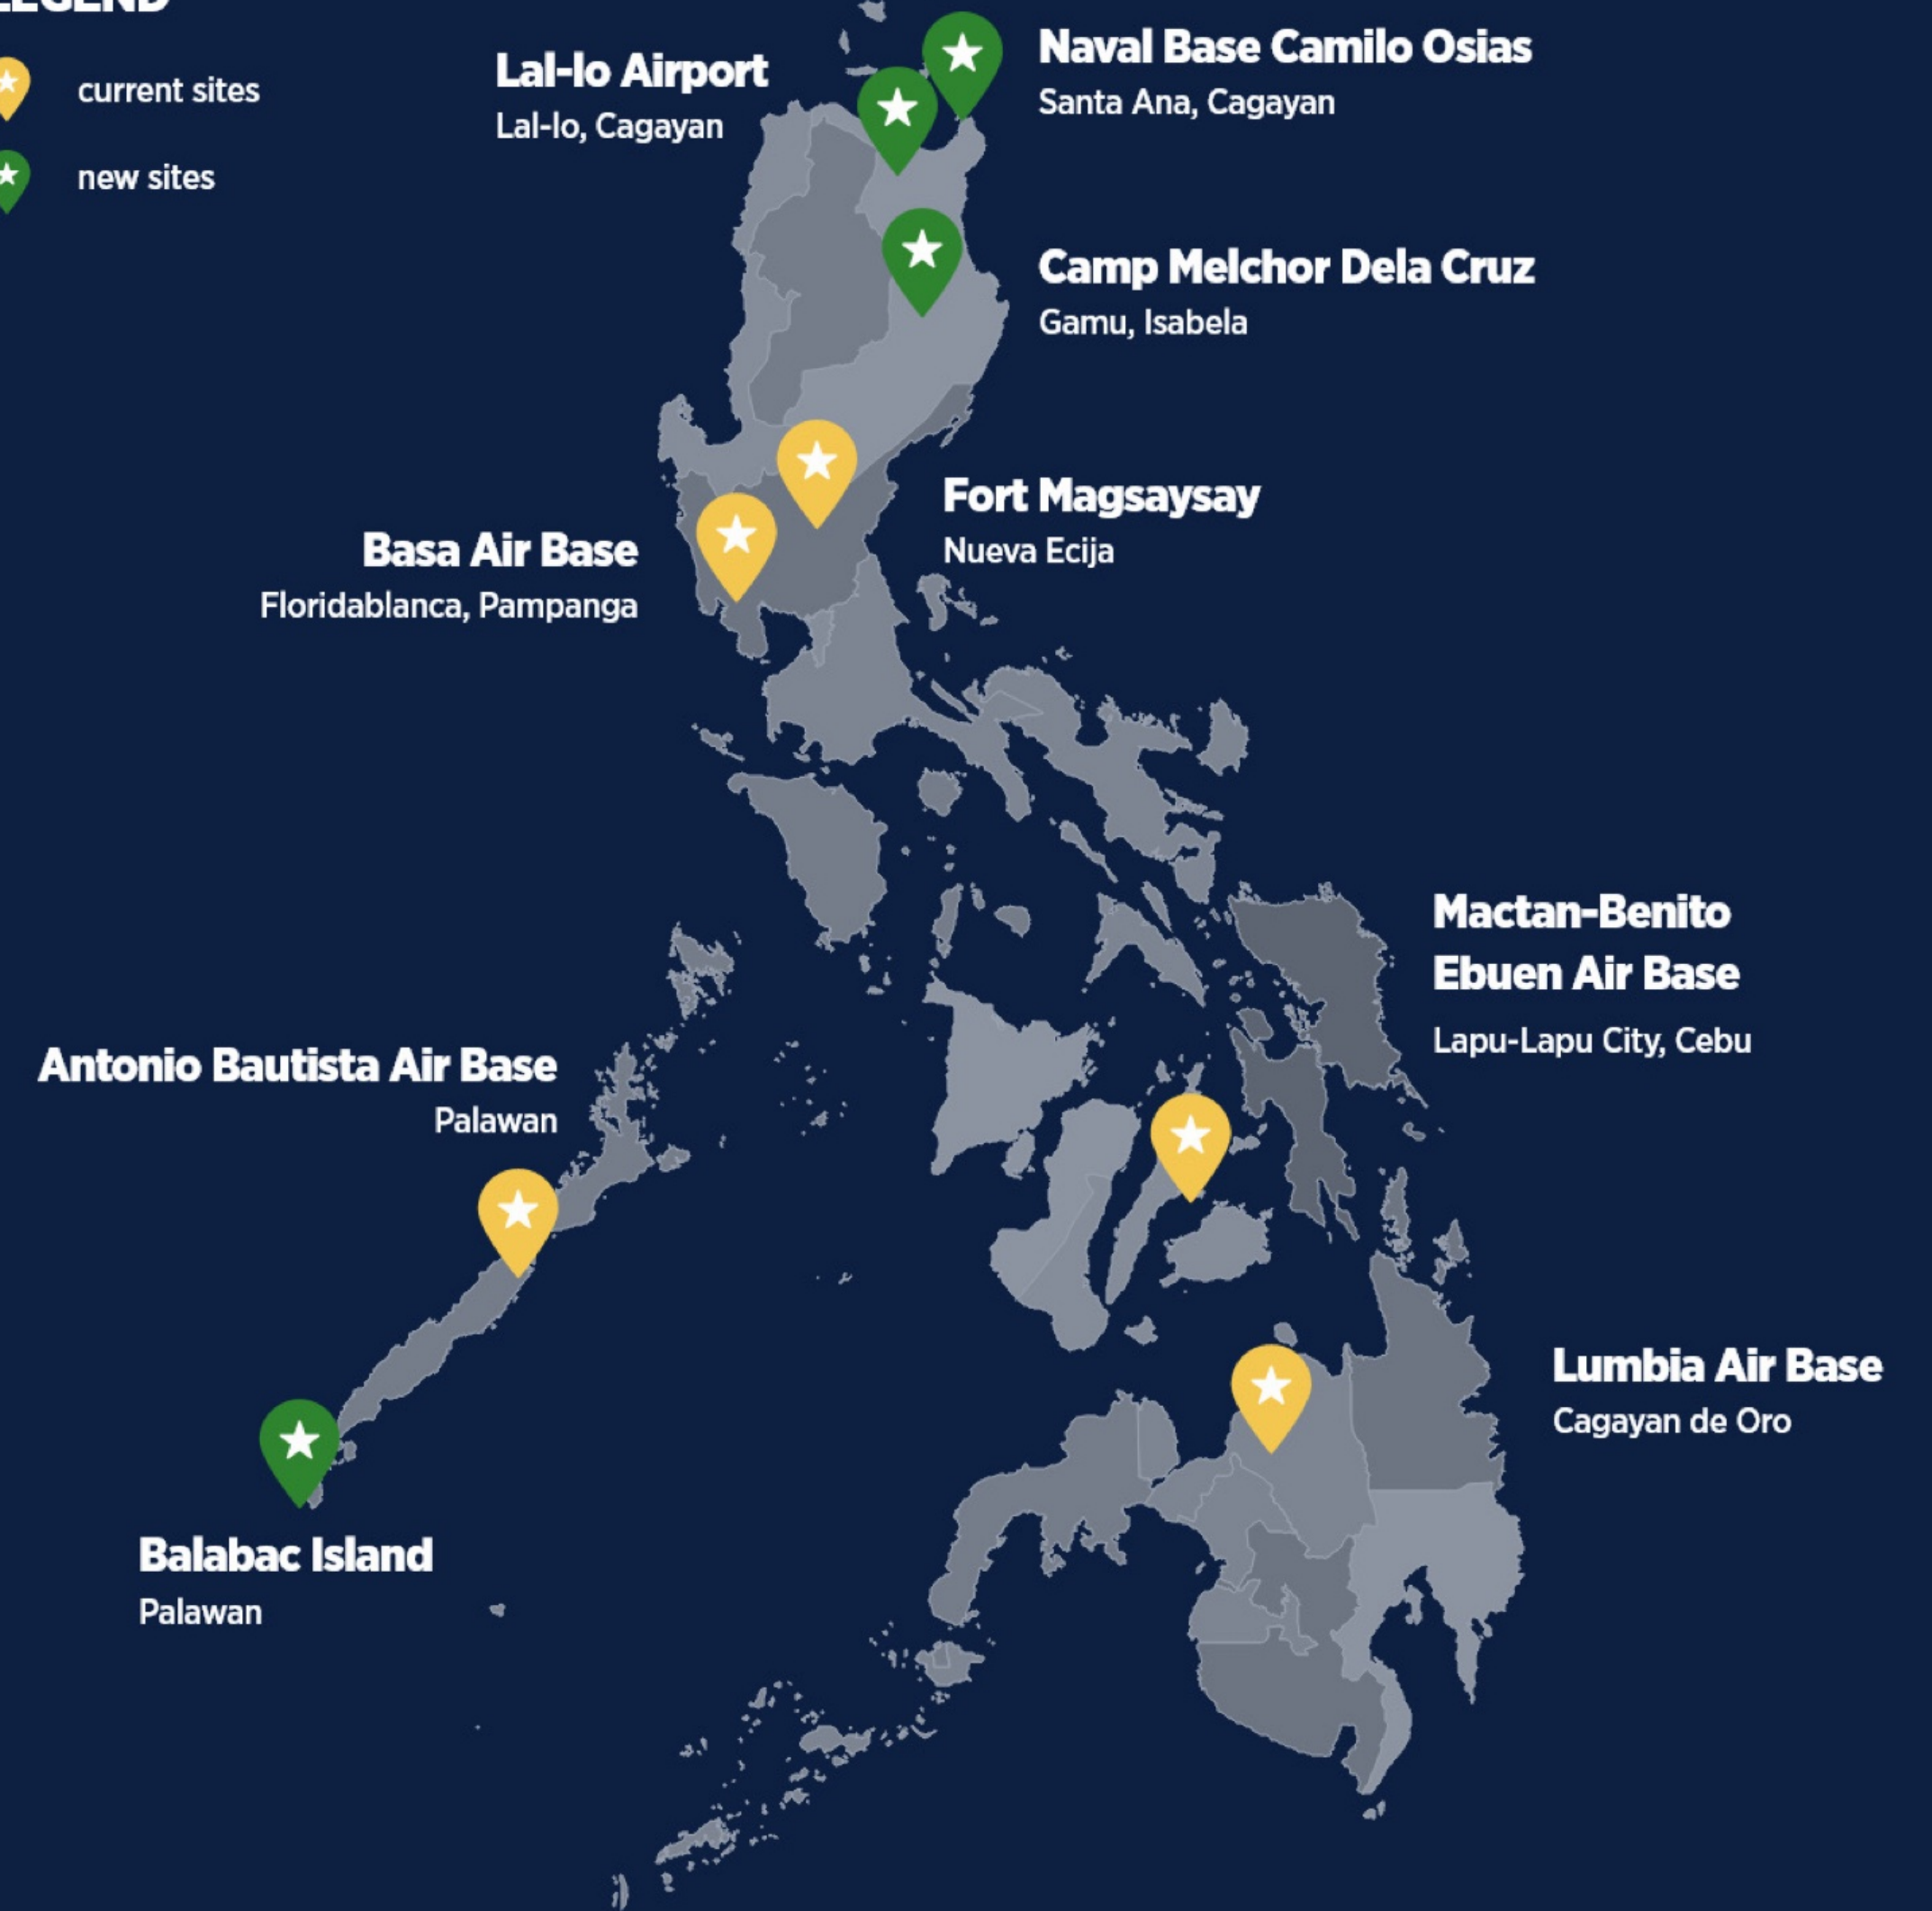 LEGEND
current sites
new sites
Lal-lo Airport
Lal-lo, Cagayan
Naval Base Camilo Osias
Santa Ana, Cagayan
Camp Melchor Dela Cruz
Gamu, Isabela
Fort Magsaysay
Nueva Ecija
Basa Air Base
Floridablanca, Pampanga
Mactan-Benito
Ebuen Air Base
Lapu-Lapu City, Cebu
Antonio Bautista Air Base
Palawan
Lumbia Air Base
Cagayan de Oro
Balabac Island
Palawan